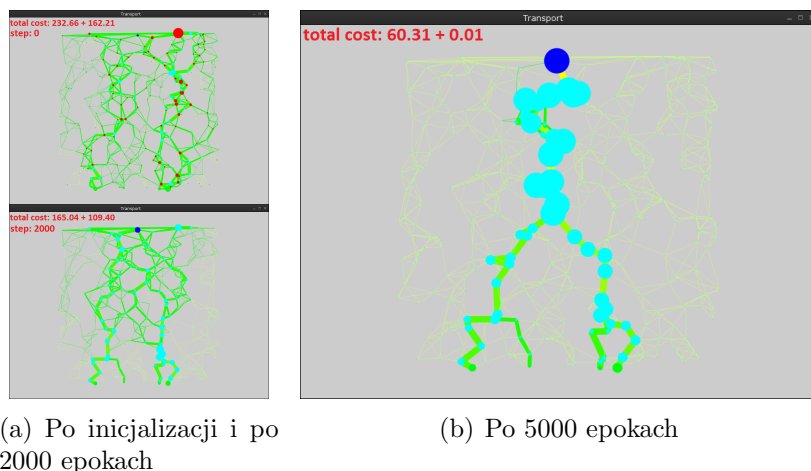 Transport
total cost: 232.66 + 162.21
step: 0
Transport
total cost: 165.04 + 109.40
step: 2000
Transport
total cost: 60.31 + 0.01
(a) Po inicjalizacji i po
2000 epokach
(b) Po 5000 epokach